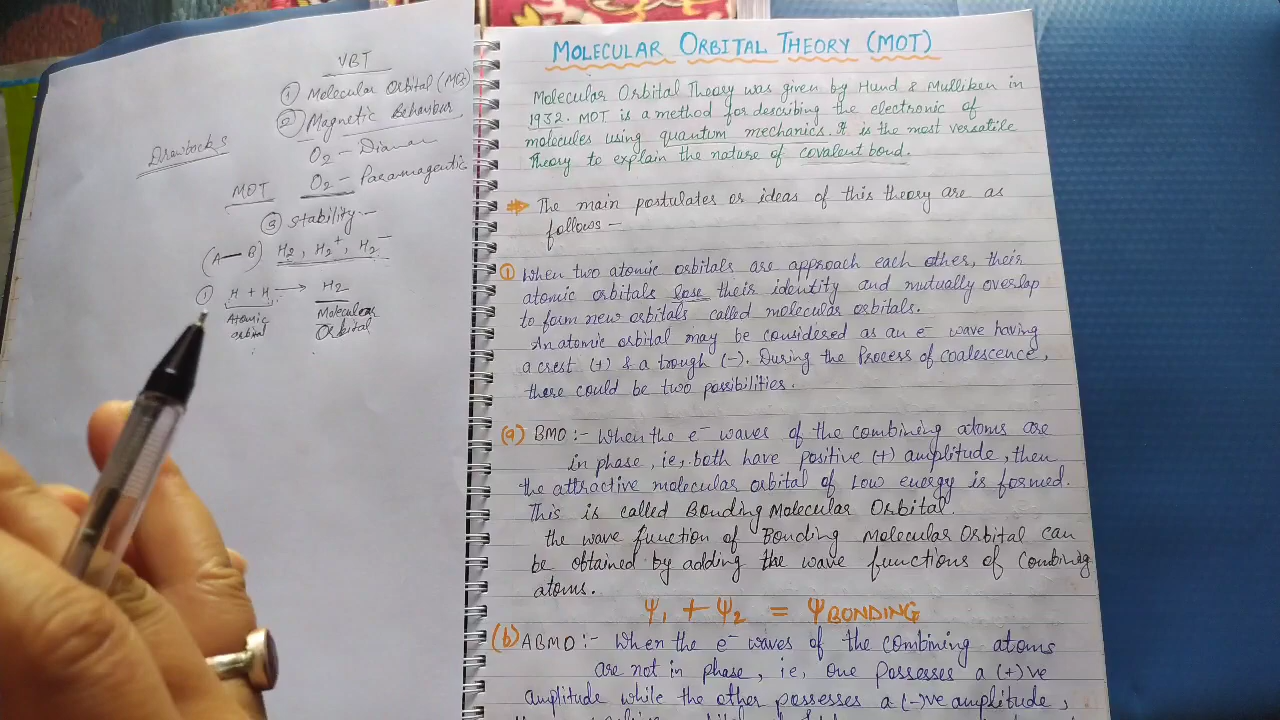 VBT
① Molecular Orbital (MOT)
② Magnetic Behaviour
Drawbacks
O₂ – Diamar
O₂ – Paramagentic
MOT
③ stability:-
(A — B) H₂, H₂⁺, H₂⁻
① H + H → H₂
Atomic orbital
Molecular Orbital
MOLECULAR ORBITAL THEORY (MOT)
Molecular Orbital Theory was given by Hund & Mulliken in
1932. MOT is a method for describing the electronic of
molecules using quantum mechanics. It is the most versatile
Theory to explain the nature of covalent bond.
⇒ The main postulates or ideas of this theory are as
follows –
① When two atomic orbitals are approach each other, their
atomic orbitals lose their identity and mutually overlap
to form new orbitals called molecular orbitals.
An atomic orbital may be considered as an e⁻ wave having
a crest (+) & a trough (-). During the Process of coalescence,
there could be two possibilities.
(a) BMO :- When the e⁻ waves of the combining atoms are
in phase, ie, both have positive (+) amplitude, then
the attractive molecular orbital of Low energy is formed.
This is called Bonding Molecular Orbital.
the wave function of Bonding Molecular Orbital can
be obtained by adding the wave functions of combining
atoms.
Ψ₁ + Ψ₂ = Ψ BONDING
(b) ABMO :- When the e⁻ waves of the combining atoms
are not in phase, ie, one possesses a (+)ve
amplitude while the other possesses a (-)ve amplitude,